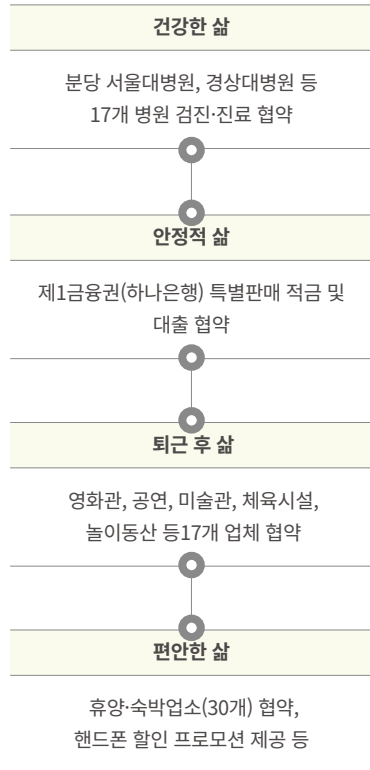 건강한 삶
분당 서울대병원, 경상대병원 등
17개 병원 검진·진료 협약
안정적 삶
제1금융권(하나은행) 특별판매 적금 및
대출 협약
퇴근 후 삶
영화관, 공연, 미술관, 체육시설,
놀이동산 등17개 업체 협약
편안한 삶
휴양·숙박업소(30개) 협약,
핸드폰 할인 프로모션 제공 등